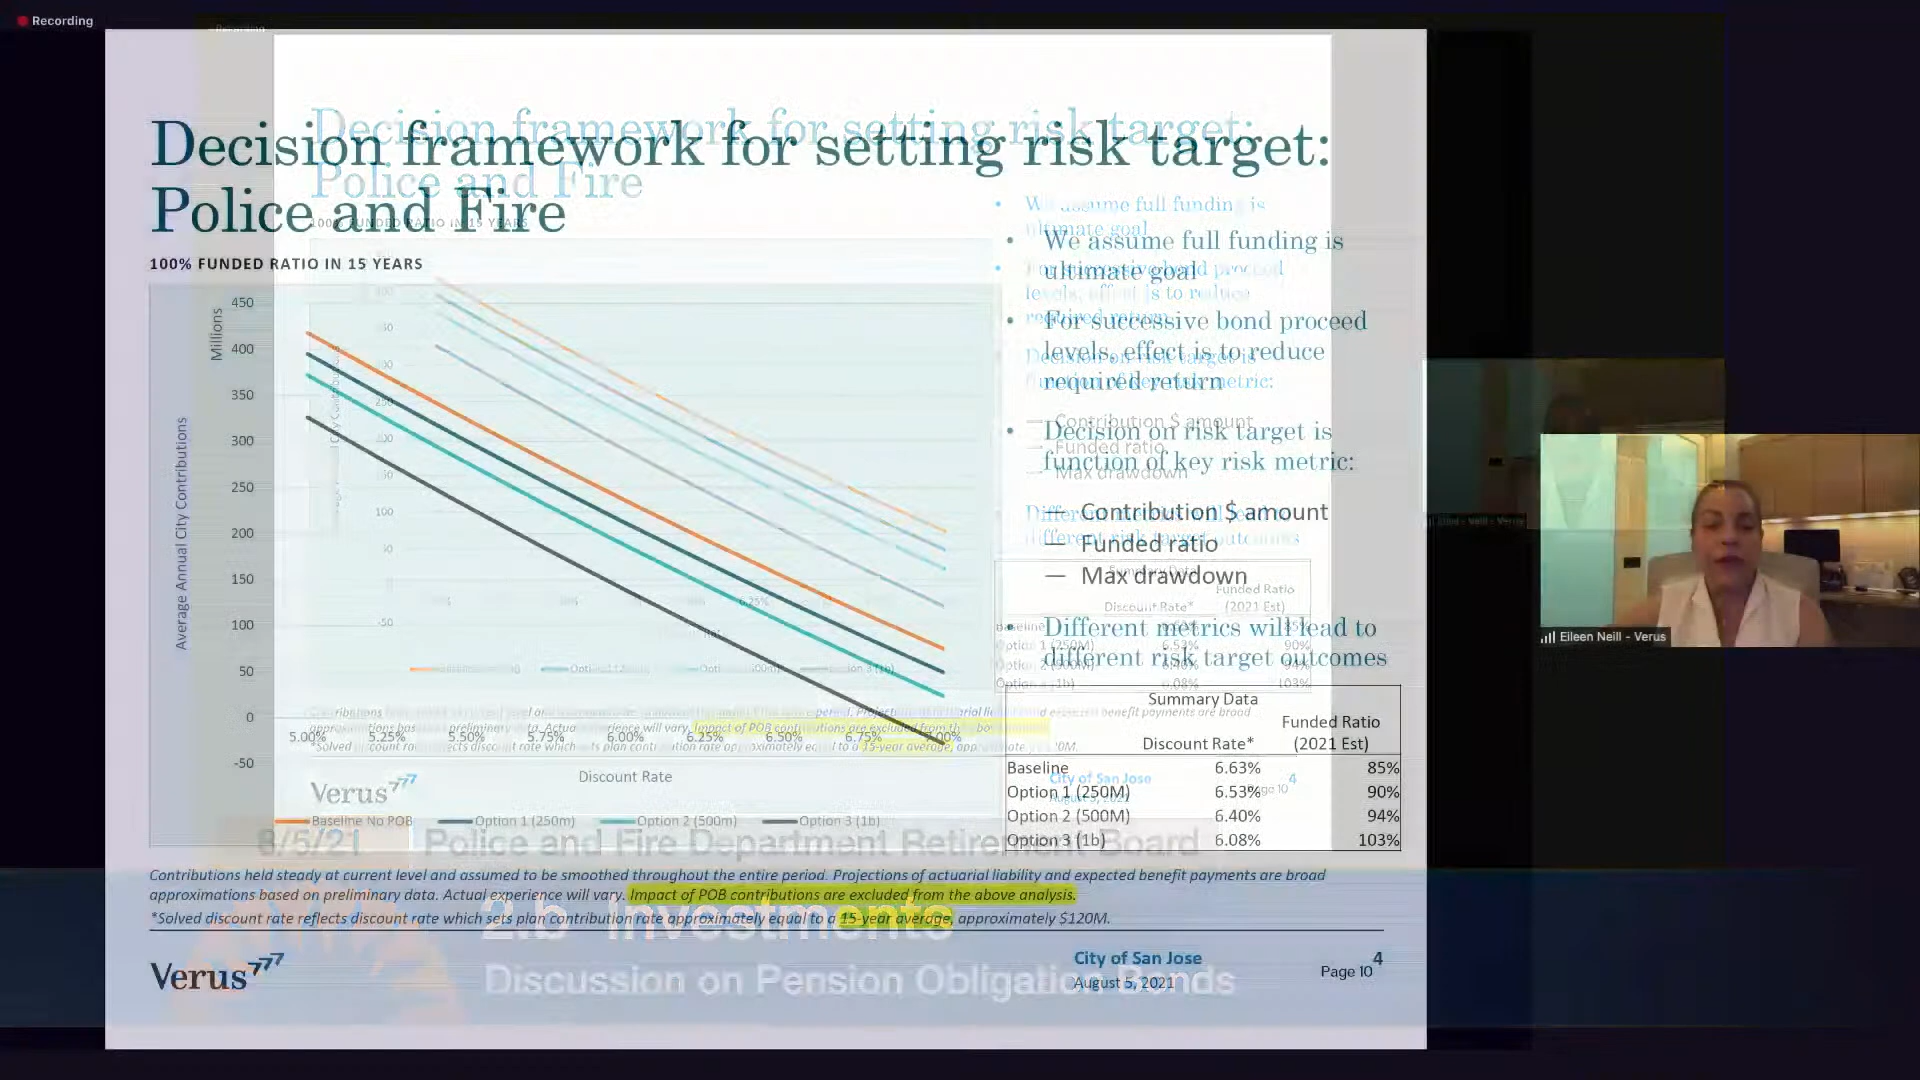 Recording
Decision framework for setting risk target:
Police and Fire
100% FUNDED RATIO IN 15 YEARS
Millions
Average Annual City Contributions
450
400
350
300
250
200
150
100
50
0
-50
5.00% 5.25% 5.50% 5.75% 6.00% 6.25% 6.50% 6.75% 7.00%
Discount Rate
Baseline No POB Option 1 (250m) Option 2 (500m) Option 3 (1b)
• We assume full funding is
ultimate goal
• For successive bond proceed
levels, effect is to reduce
required return
• Decision on risk target is
function of key risk metric:
— Contribution $ amount
— Funded ratio
— Max drawdown
• Different metrics will lead to
different risk target outcomes
Summary Data
Discount Rate* Funded Ratio
(2021 Est)
Baseline 6.63% 85%
Option 1 (250M) 6.53% 90%
Option 2 (500M) 6.40% 94%
Option 3 (1b) 6.08% 103%
Contributions held steady at current level and assumed to be smoothed throughout the entire period. Projections of actuarial liability and expected benefit payments are broad
approximations based on preliminary data. Actual experience will vary. Impact of POB contributions are excluded from the above analysis.
*Solved discount rate reflects discount rate which sets plan contribution rate approximately equal to a 15-year average, approximately $120M.
Verus777
City of San Jose
August 5, 2021
Page 10
4
8/5/21 Police and Fire Department Retirement Board
2.b Investments
Discussion on Pension Obligation Bonds
Eileen Neill - Verus